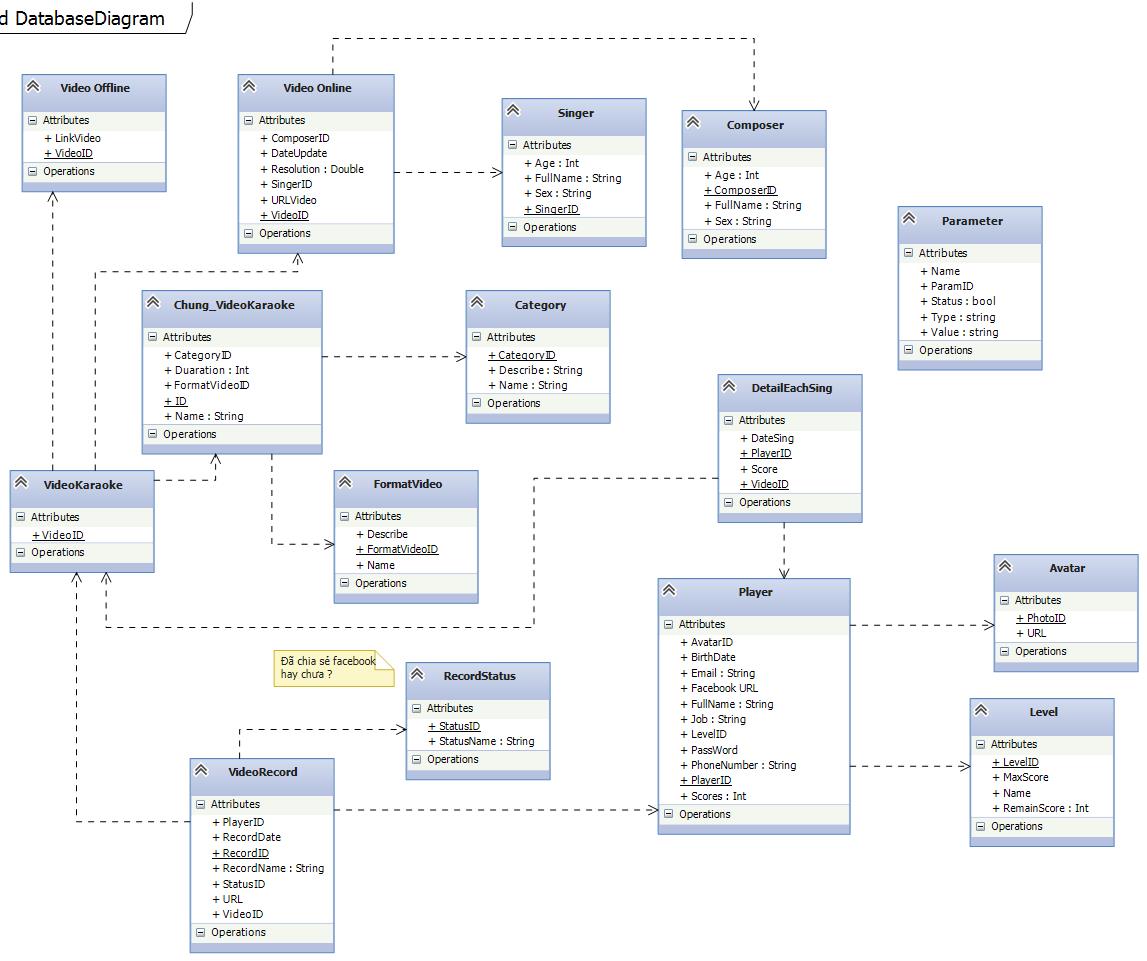 d DatabaseDiagram
Video Offline
Attributes
+ LinkVideo
+ VideoID
Operations
Video Online
Attributes
+ ComposerID
+ DateUpdate
+ Resolution : Double
+ SingerID
+ URLVideo
+ VideoID
Operations
Singer
Attributes
+ Age : Int
+ FullName : String
+ Sex : String
+ SingerID
Operations
Composer
Attributes
+ Age : Int
+ ComposerID
+ FullName : String
+ Sex : String
Operations
Parameter
Attributes
+ Name
+ ParamID
+ Status : bool
+ Type : string
+ Value : string
Operations
Chung_VideoKaraoke
Attributes
+ CategoryID
+ Duaration : Int
+ FormatVideoID
+ ID
+ Name : String
Operations
Category
Attributes
+ CategoryID
+ Describe : String
+ Name : String
Operations
DetailEachSing
Attributes
+ DateSing
+ PlayerID
+ Score
+ VideoID
Operations
VideoKaraoke
Attributes
+ VideoID
Operations
FormatVideo
Attributes
+ Describe
+ FormatVideoID
+ Name
Operations
Player
Attributes
+ AvatarID
+ BirthDate
+ Email : String
+ Facebook URL
+ FullName : String
+ Job : String
+ LevelID
+ PassWord
+ PhoneNumber : String
+ PlayerID
+ Scores : Int
Operations
Avatar
Attributes
+ PhotoID
+ URL
Operations
Đã chia sẻ facebook
hay chưa ?
RecordStatus
Attributes
+ StatusID
+ StatusName : String
Operations
Level
Attributes
+ LevelID
+ MaxScore
+ Name
+ RemainScore : Int
Operations
VideoRecord
Attributes
+ PlayerID
+ RecordDate
+ RecordID
+ RecordName : String
+ StatusID
+ URL
+ VideoID
Operations